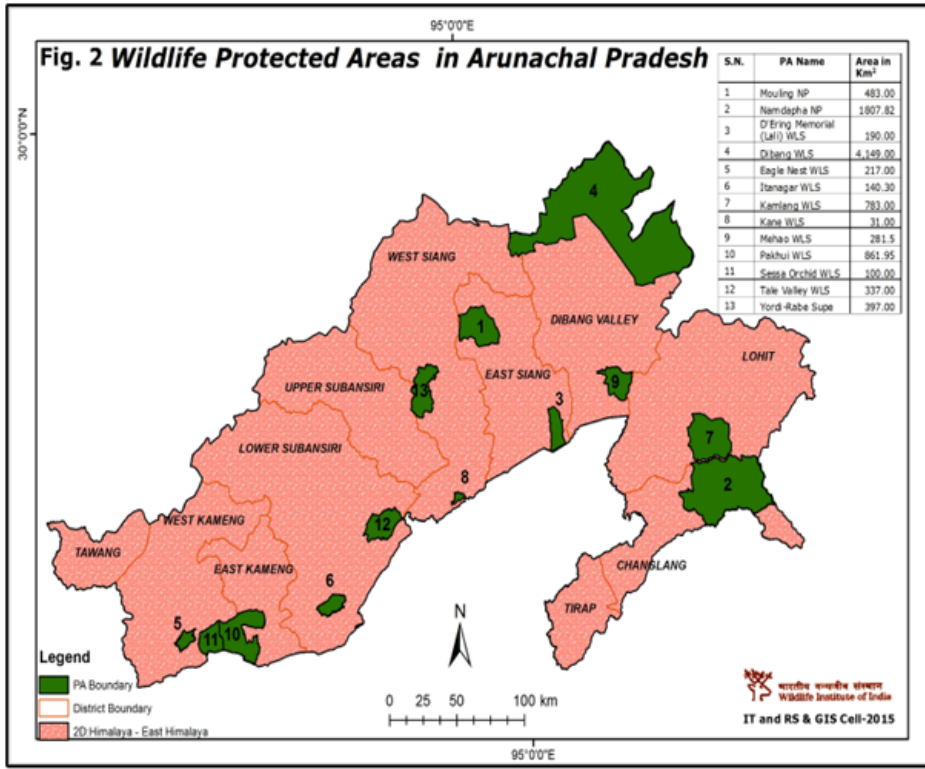 95°0'0"E
Fig. 2 Wildlife Protected Areas in Arunachal Pradesh
30°0'0"N
S.N. PA Name Area in Km²
1 Mouling NP 483.00
2 Namdapha NP 1807.82
3 D'Ering Memorial (Lali) WLS 190.00
4 Dibang WLS 4,149.00
5 Eagle Nest WLS 217.00
6 Itanagar WLS 140.30
7 Kamlang WLS 783.00
8 Kane WLS 31.00
9 Mehao WLS 281.5
10 Pakhui WLS 861.95
11 Sessa Orchid WLS 100.00
12 Tale Valley WLS 337.00
13 Yordi-Rabe Supe 397.00
4
WEST SIANG
1
DIBANG VALLEY
LOHIT
EAST SIANG
9
UPPER SUBANSIRI
13
3
7
LOWER SUBANSIRI
8
2
12
WEST KAMENG
TAWANG
EAST KAMENG
CHANGLANG
6
TIRAP
5
11
10
N
Legend
PA Boundary
District Boundary
2D:Himalaya - East Himalaya
0 25 50 100 km
भारतीय वन्यजीव संस्थान
Wildlife Institute of India
IT and RS & GIS Cell-2015
95°0'0"E